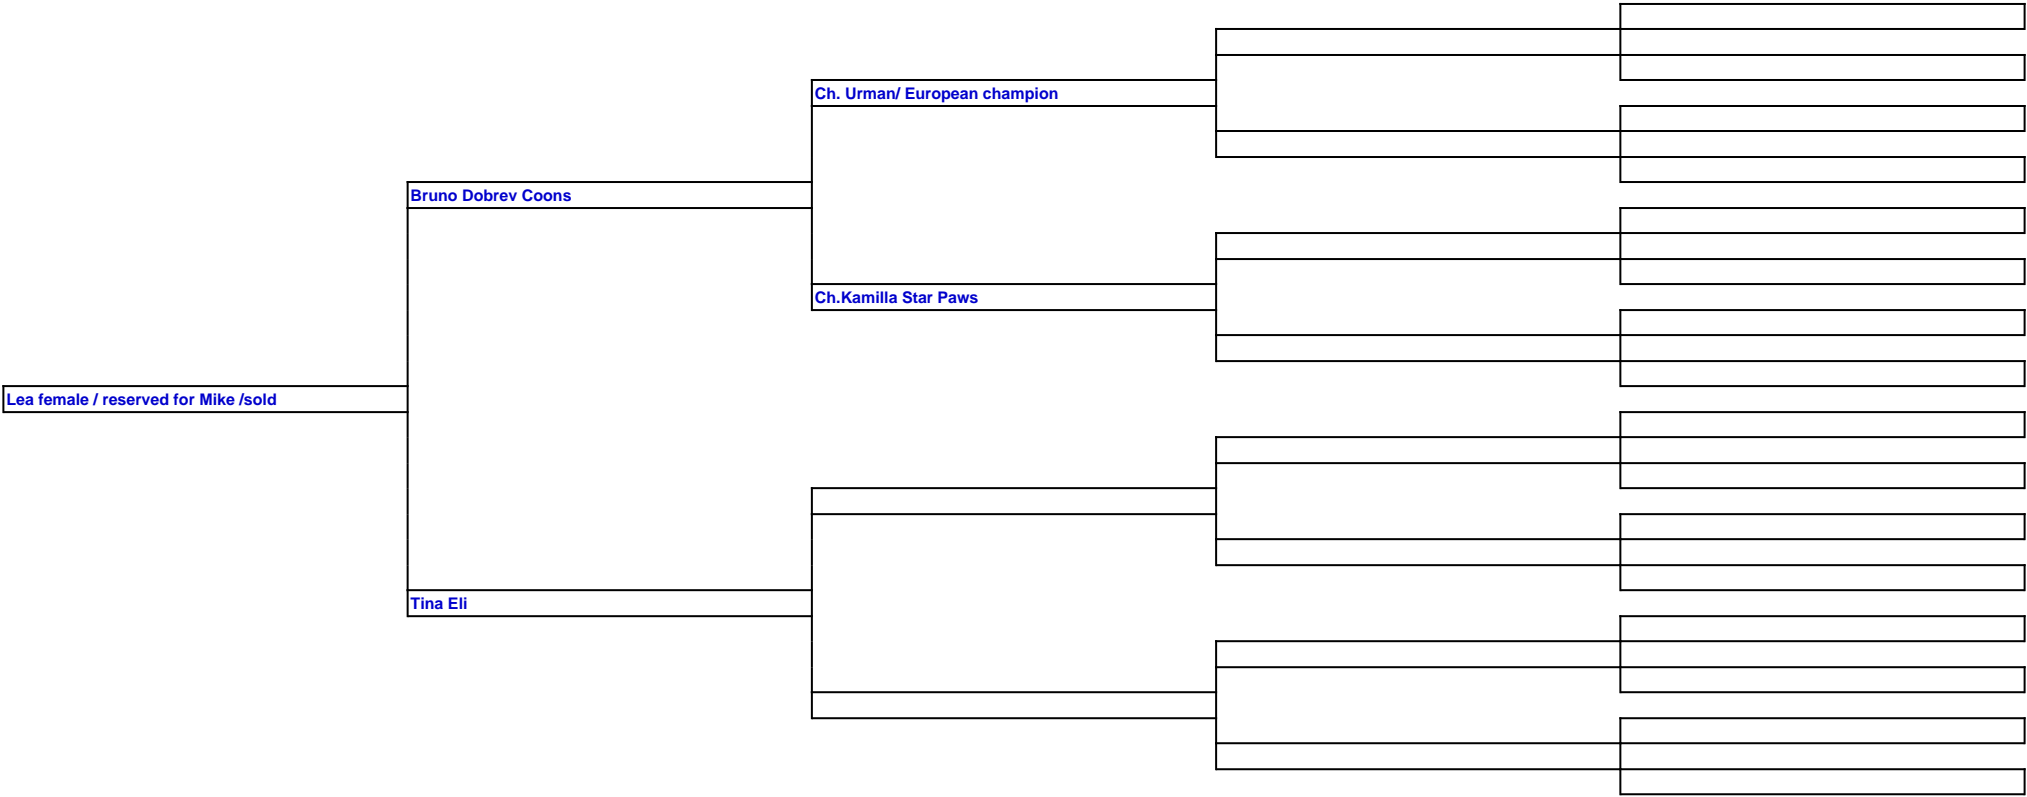 Ch. Urman/ European champion
Bruno Dobrev Coons
Ch.Kamilla Star Paws
Lea female / reserved for Mike /sold
Tina Eli